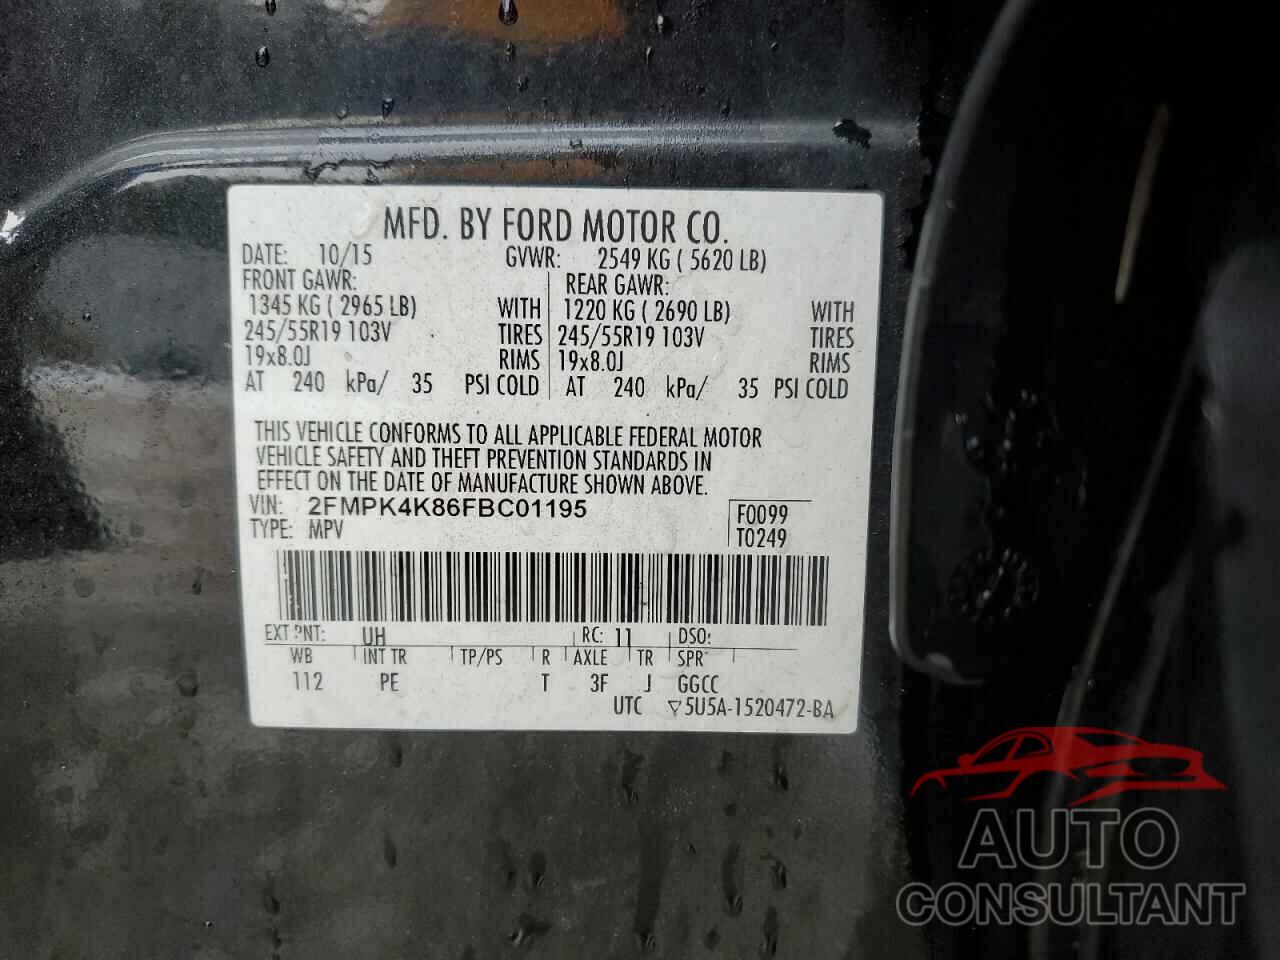 MFD. BY FORD MOTOR CO.
DATE: 10/15 GVWR: 2549 KG ( 5620 LB)
FRONT GAWR: REAR GAWR:
1345 KG ( 2965 LB) WITH 1220 KG ( 2690 LB) WITH
245/55R19 103V TIRES 245/55R19 103V TIRES
19x8.0J RIMS 19x8.0J RIMS
AT 240 kPa/ 35 PSI COLD AT 240 kPa/ 35 PSI COLD
THIS VEHICLE CONFORMS TO ALL APPLICABLE FEDERAL MOTOR
VEHICLE SAFETY AND THEFT PREVENTION STANDARDS IN
EFFECT ON THE DATE OF MANUFACTURE SHOWN ABOVE.
VIN: 2FMPK4K86FBC01195 F0099
TYPE: MPV T0249
EXT PNT: UH RC: 11 DSO:
WB INT TR TP/PS R AXLE TR SPR
112 PE T 3F J GGCC
UTC ▽5U5A-1520472-BA
AUTO
CONSULTANT